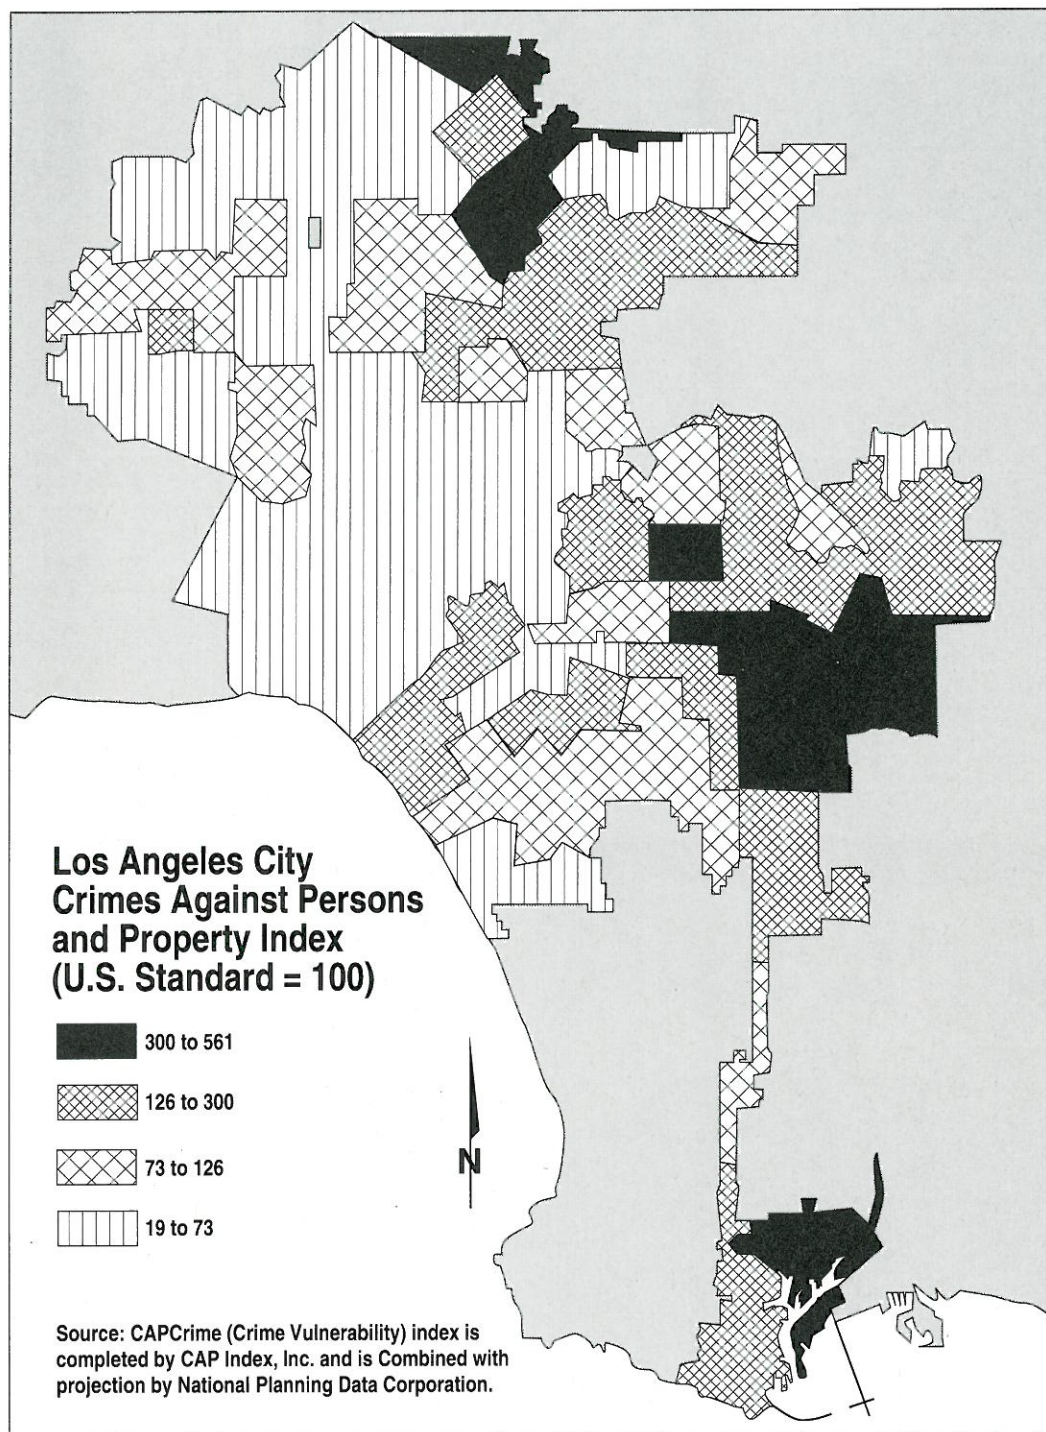 Los Angeles City
Crimes Against Persons
and Property Index
(U.S. Standard = 100)
300 to 561
126 to 300
73 to 126
19 to 73
N
Source: CAPCrime (Crime Vulnerability) index is
completed by CAP Index, Inc. and is Combined with
projection by National Planning Data Corporation.